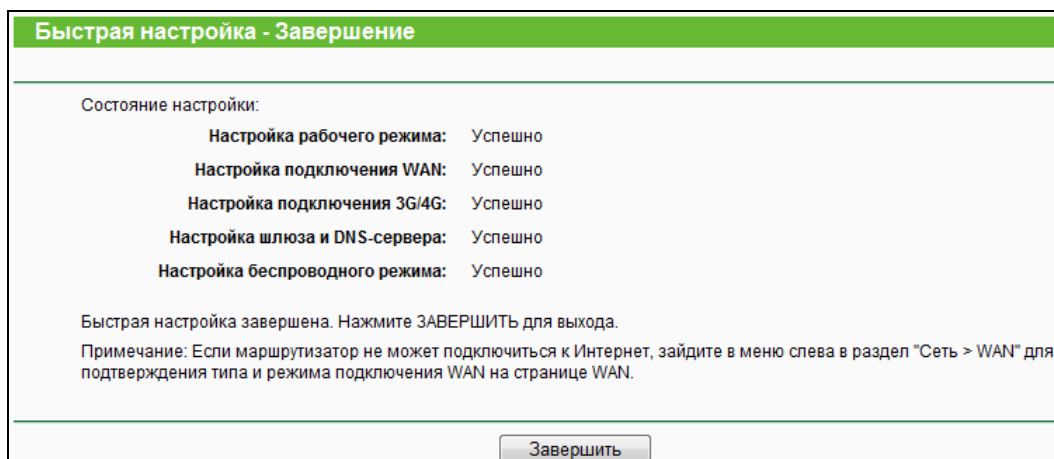 Быстрая настройка - Завершение
Состояние настройки:
Настройка рабочего режима: Успешно
Настройка подключения WAN: Успешно
Настройка подключения 3G/4G: Успешно
Настройка шлюза и DNS-сервера: Успешно
Настройка беспроводного режима: Успешно
Быстрая настройка завершена. Нажмите ЗАВЕРШИТЬ для выхода.
Примечание: Если маршрутизатор не может подключиться к Интернет, зайдите в меню слева в раздел "Сеть > WAN" для
подтверждения типа и режима подключения WAN на странице WAN.
Завершить